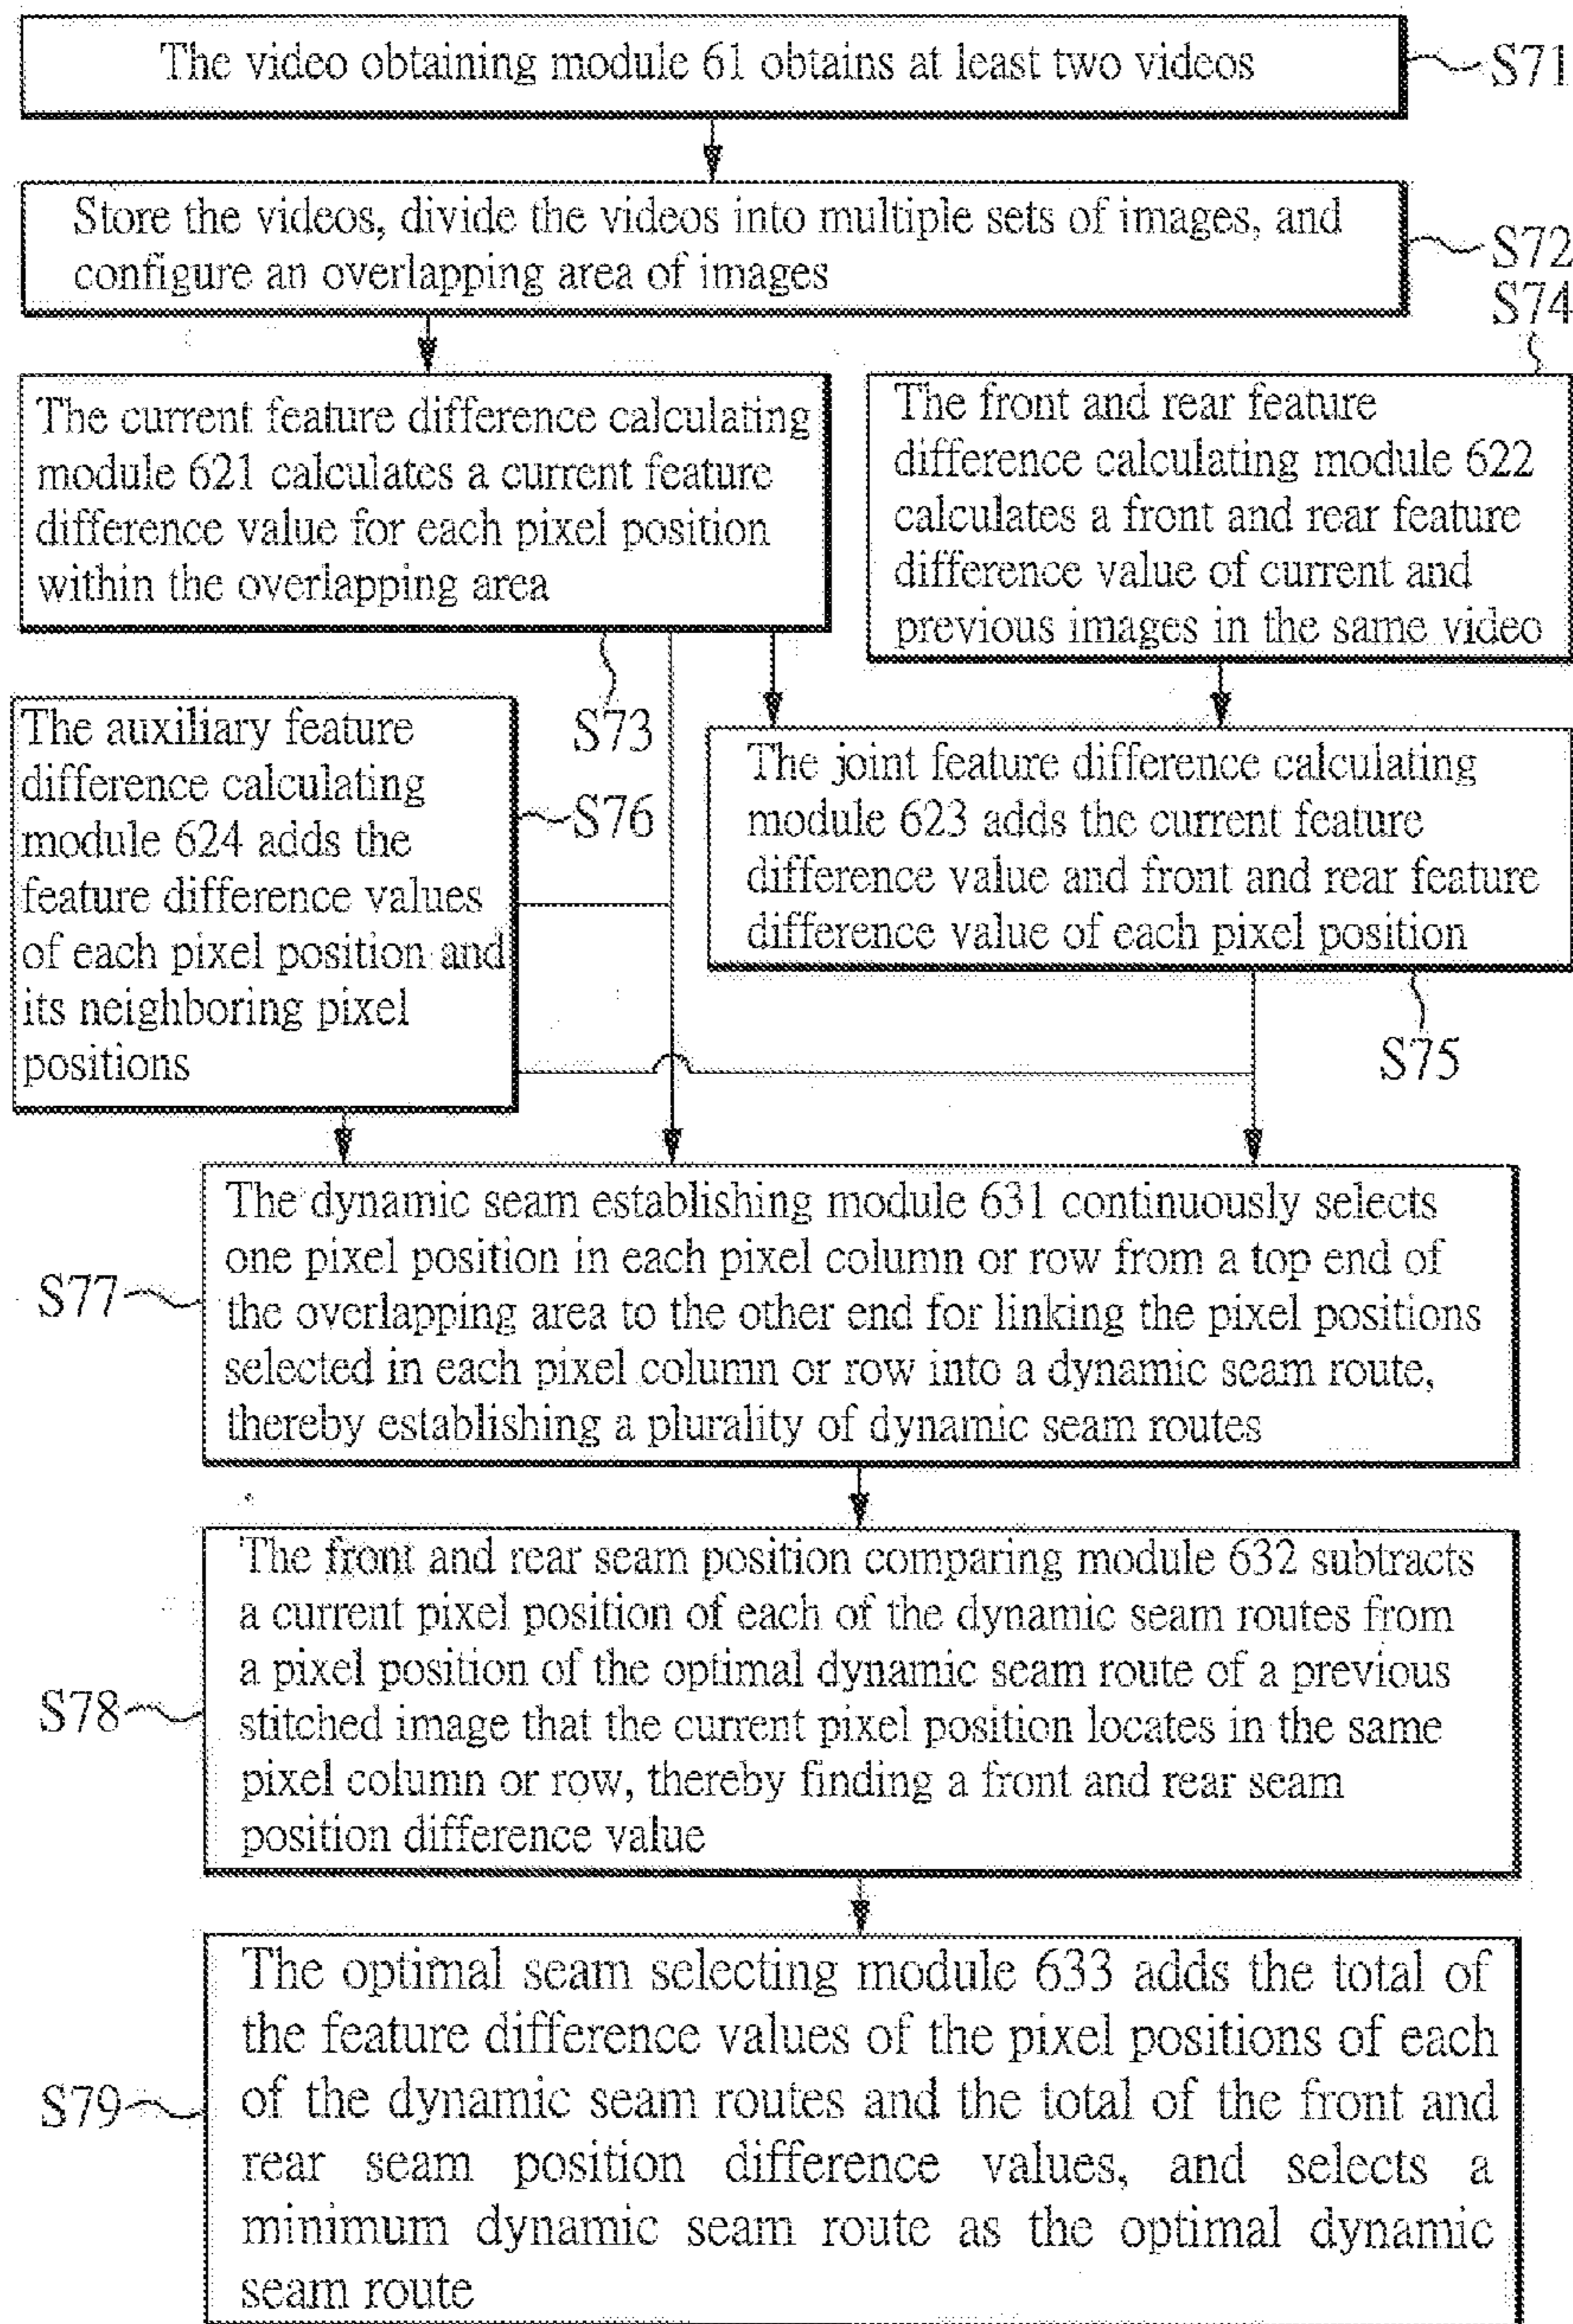 The video obtaining module 61 obtains at least two videos
S71
Store the videos, divide the videos into multiple sets of images, and
configure an overlapping area of images
S72
S74
The current feature difference calculating
module 621 calculates a current feature
difference value for each pixel position
within the overlapping area
S73
The front and rear feature
difference calculating module 622
calculates a front and rear feature
difference value of current and
previous images in the same video
The auxiliary feature
difference calculating
module 624 adds the
feature difference values
of each pixel position and
its neighboring pixel
positions
S76
The joint feature difference calculating
module 623 adds the current feature
difference value and front and rear feature
difference value of each pixel position
S75
The dynamic seam establishing module 631 continuously selects
one pixel position in each pixel column or row from a top end of
the overlapping area to the other end for linking the pixel positions
selected in each pixel column or row into a dynamic seam route,
thereby establishing a plurality of dynamic seam routes
S77
The front and rear seam position comparing module 632 subtracts
a current pixel position of each of the dynamic seam routes from
a pixel position of the optimal dynamic seam route of a previous
stitched image that the current pixel position locates in the same
pixel column or row, thereby finding a front and rear seam
position difference value
S78
The optimal seam selecting module 633 adds the total of
the feature difference values of the pixel positions of each
of the dynamic seam routes and the total of the front and
rear seam position difference values, and selects a
minimum dynamic seam route as the optimal dynamic
seam route
S79